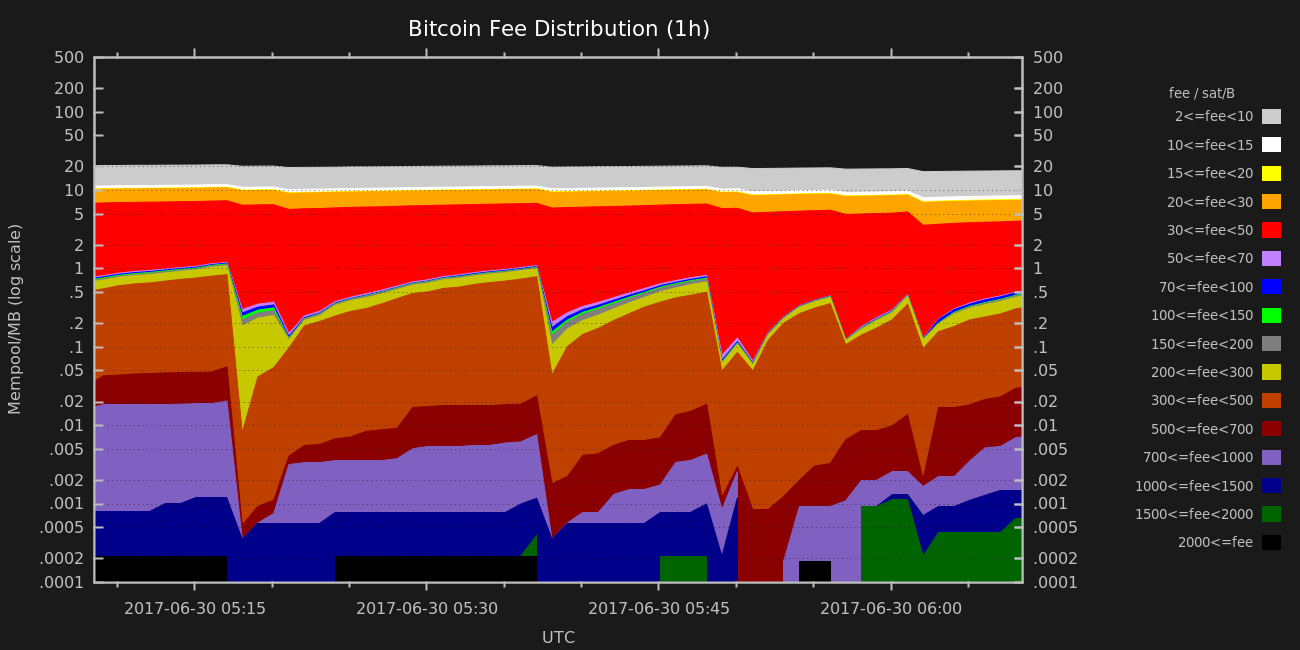 Bitcoin Fee Distribution (1h)
Mempool/MB (log scale)
500
200
100
50
20
10
5
2
1
.5
.2
.1
.05
.02
.01
.005
.002
.001
.0005
.0002
.0001
500
200
100
50
20
10
5
2
1
.5
.2
.1
.05
.02
.01
.005
.002
.001
.0005
.0002
.0001
2017-06-30 05:15
2017-06-30 05:30
2017-06-30 05:45
2017-06-30 06:00
UTC
fee / sat/B
2<=fee<10
10<=fee<15
15<=fee<20
20<=fee<30
30<=fee<50
50<=fee<70
70<=fee<100
100<=fee<150
150<=fee<200
200<=fee<300
300<=fee<500
500<=fee<700
700<=fee<1000
1000<=fee<1500
1500<=fee<2000
2000<=fee